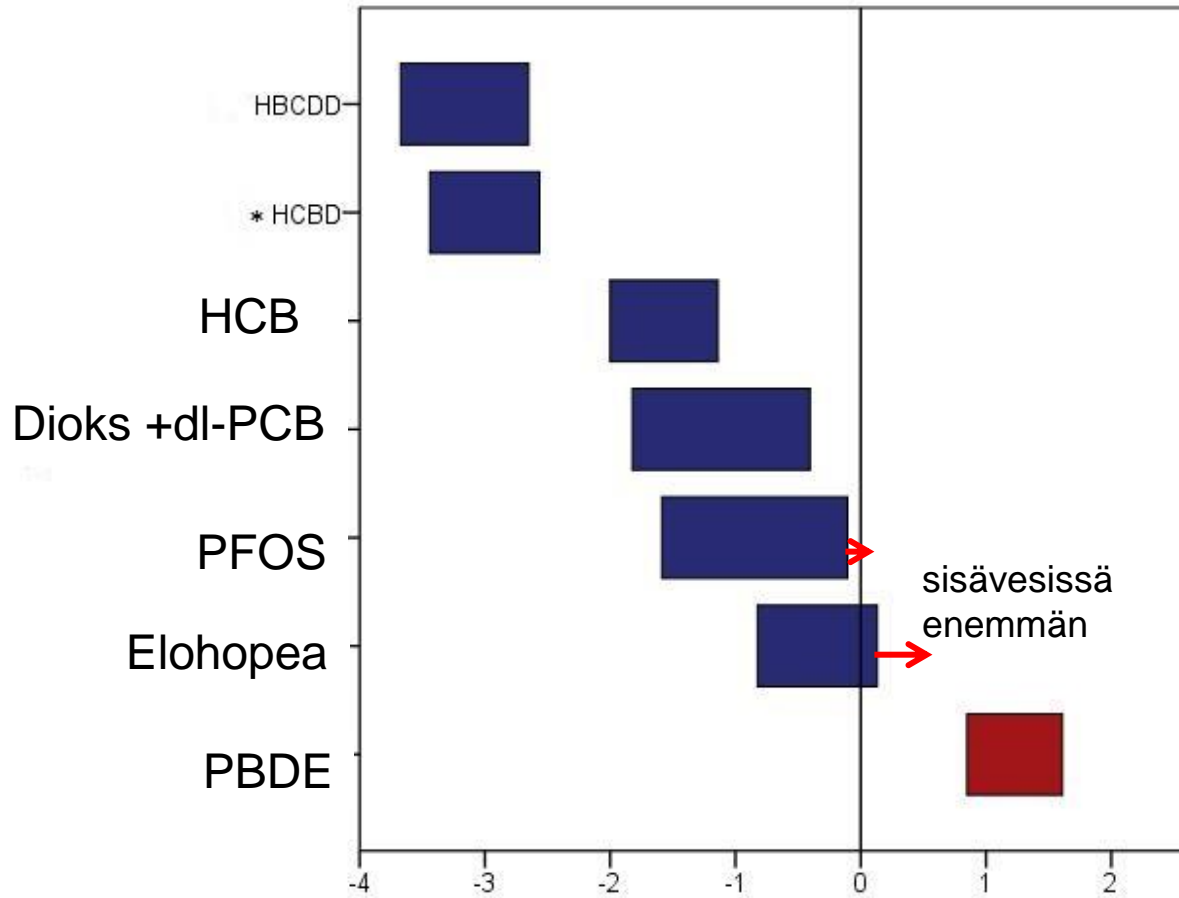 HBCDD
* HCBD
HCB
Dioks +dl-PCB
PFOS
sisävesissä
enemmän
Elohopea
PBDE
-4 -3 -2 -1 0 1 2